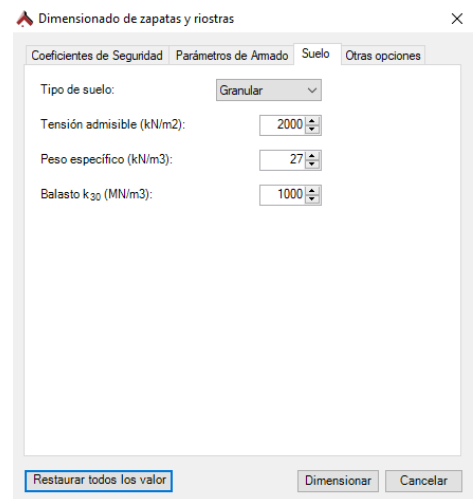 Dimensionado de zapatas y riostras
Coeficientes de Seguridad Parámetros de Armado Suelo Otras opciones
Tipo de suelo: Granular
Tensión admisible (kN/m2): 2000
Peso específico (kN/m3): 27
Balasto k30 (MN/m3): 1000
Restaurar todos los valor Dimensionar Cancelar